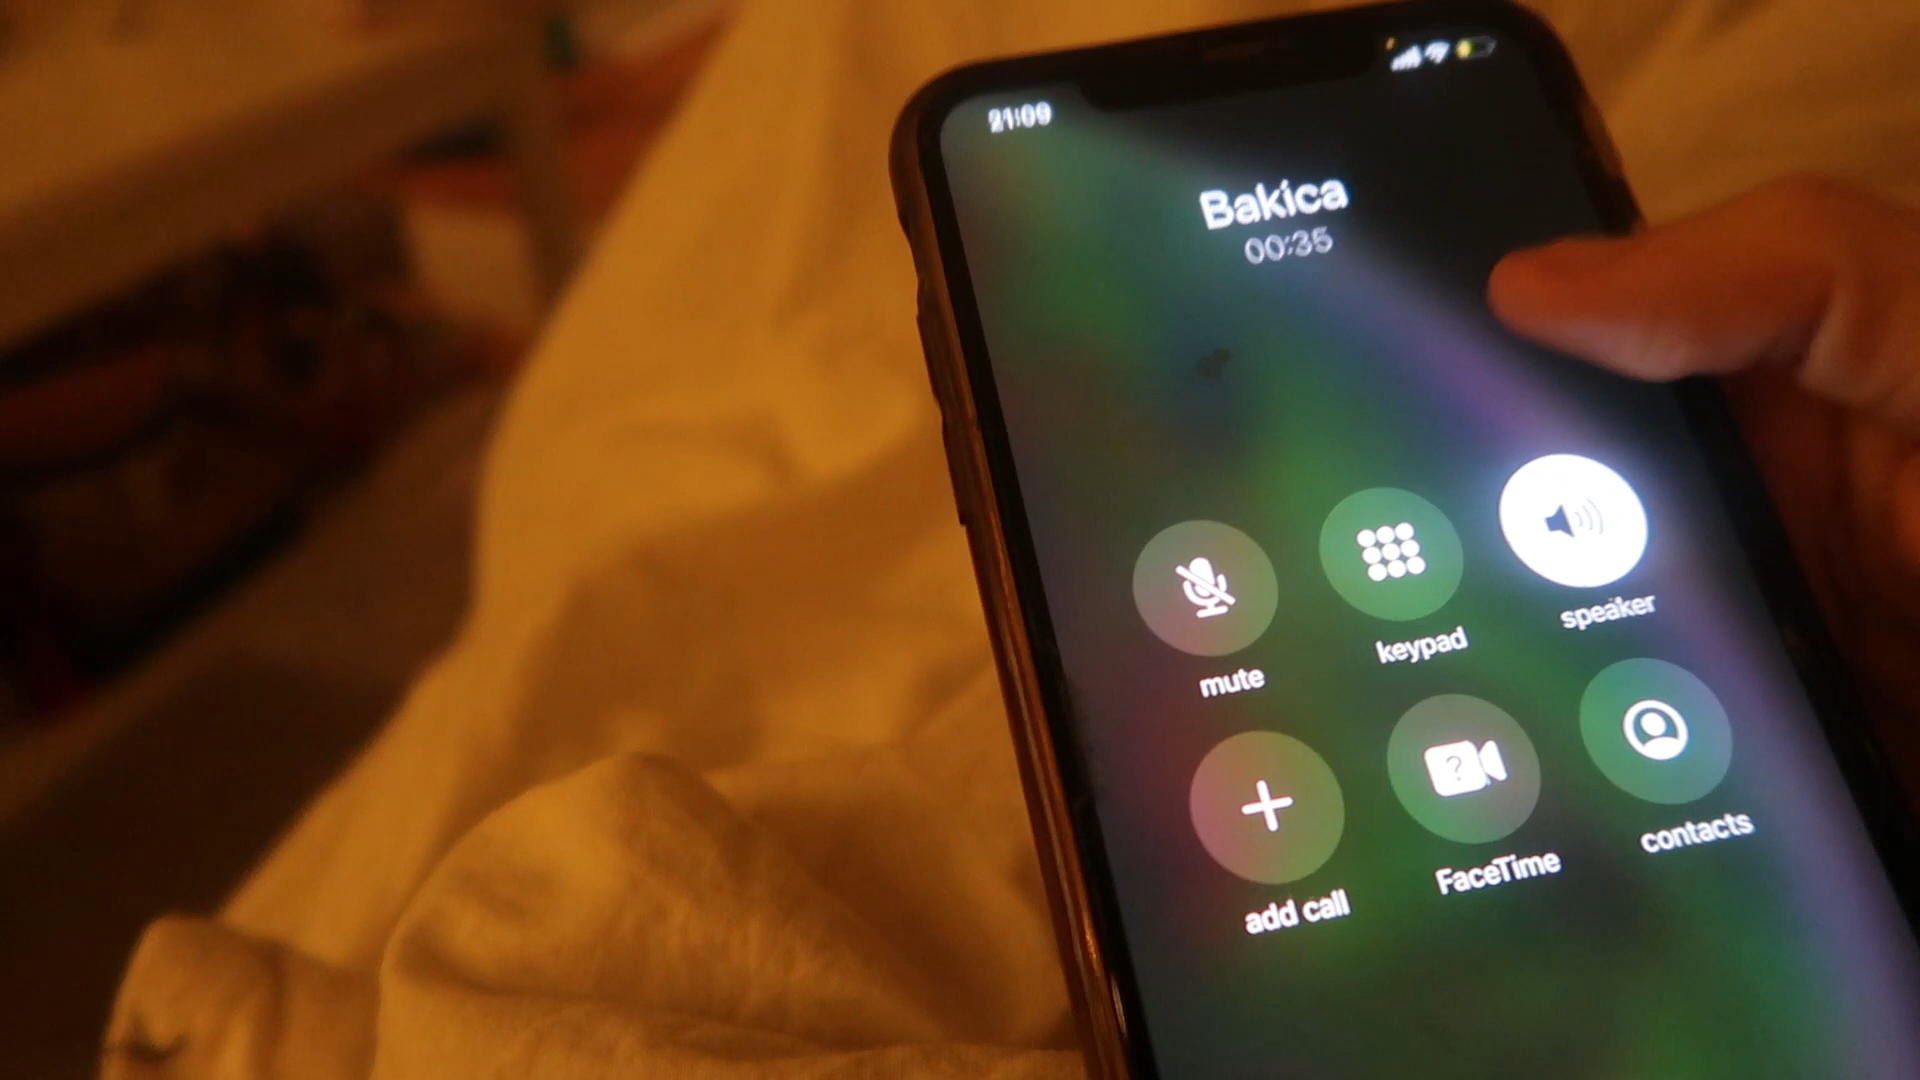 21:09
Bakica
00:35
mute
keypad
speaker
add call
FaceTime
contacts